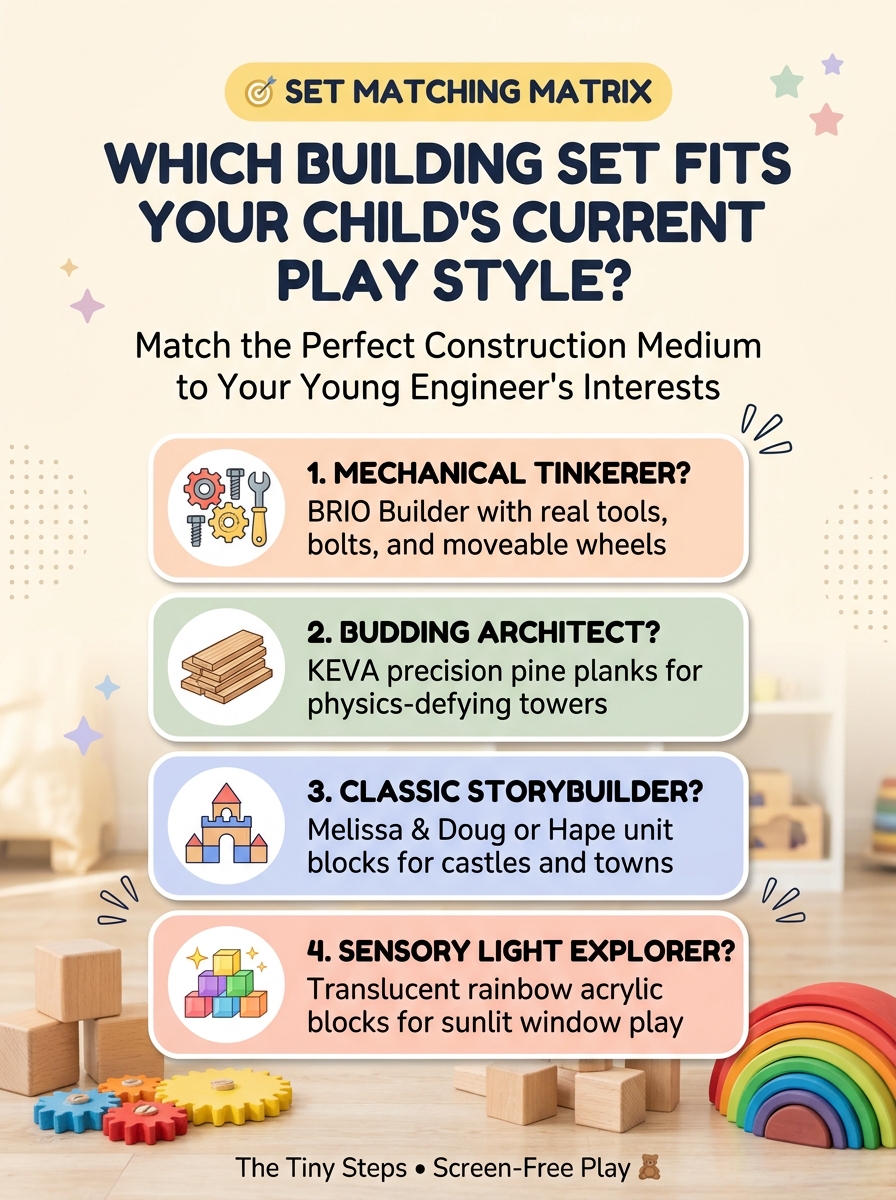 SET MATCHING MATRIX
WHICH BUILDING SET FITS
YOUR CHILD'S CURRENT
PLAY STYLE?
Match the Perfect Construction Medium
to Your Young Engineer's Interests
1. MECHANICAL TINKERER?
BRIO Builder with real tools,
bolts, and moveable wheels
2. BUDDING ARCHITECT?
KEVA precision pine planks for
physics-defying towers
3. CLASSIC STORYBUILDER?
Melissa & Doug or Hape unit
blocks for castles and towns
4. SENSORY LIGHT EXPLORER?
Translucent rainbow acrylic
blocks for sunlit window play
The Tiny Steps • Screen-Free Play